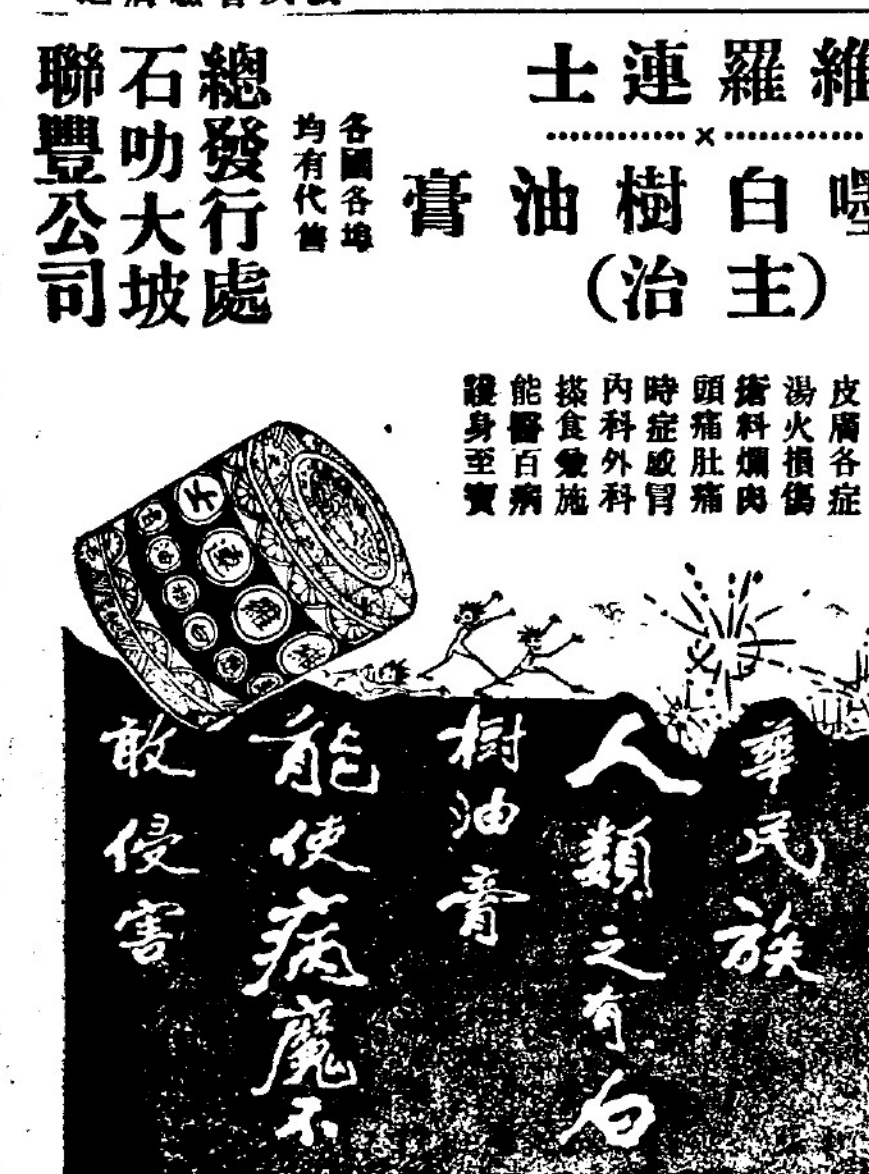 維羅連士
白樹油膏
(主治)
皮膚各症
湯火損傷
瘡科爛肉
頭痛肚痛
時症感冒
內科外科
搽食兼施
能醫百病
護身至寶
各國各埠
均有代售
總發行處
石叻大坡
聯豐公司
華民族
人類之有白
樹油膏
能使病魔不
敢侵害